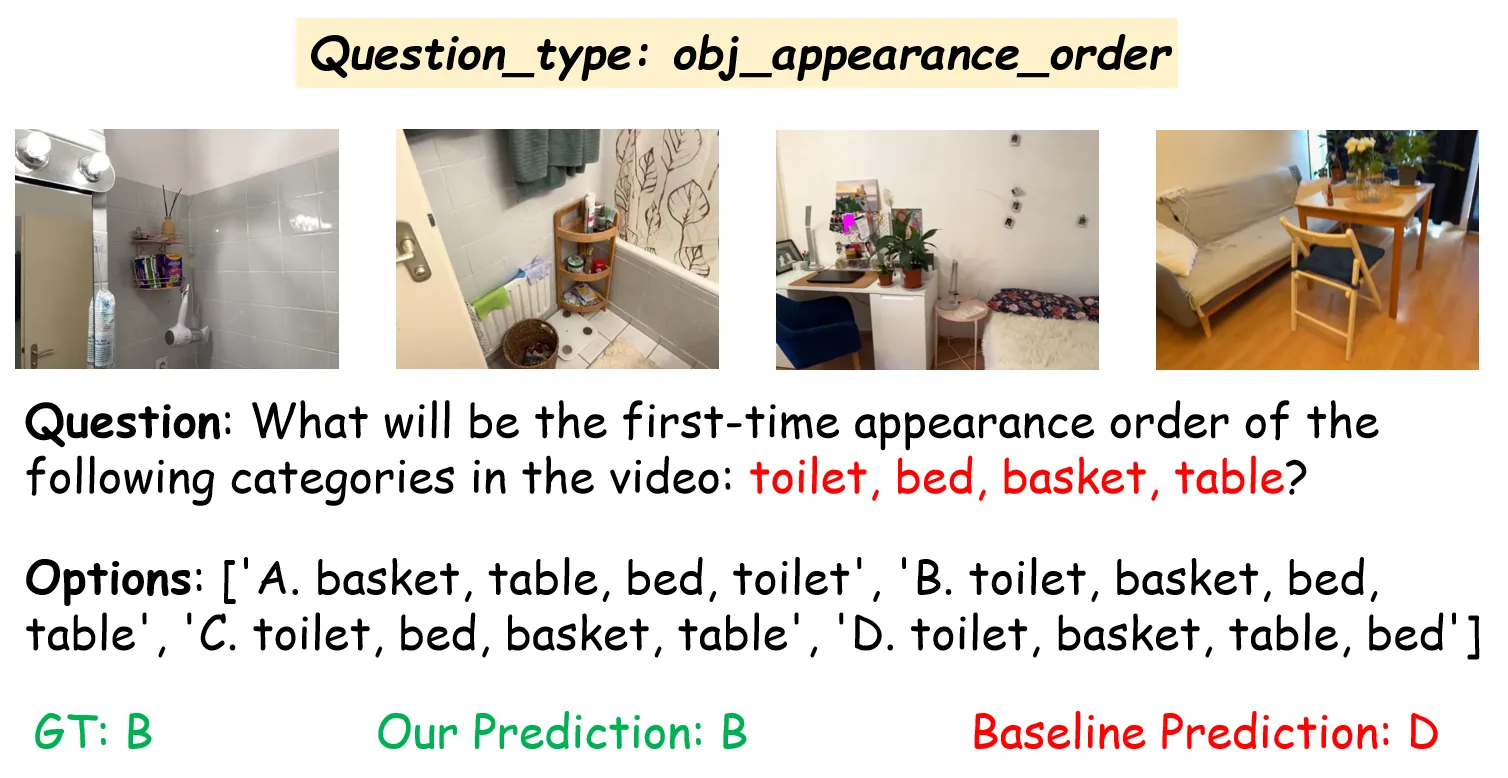 Question_type: obj_appearance_order
Question: What will be the first-time appearance order of the
following categories in the video: toilet, bed, basket, table?
Options: ['A. basket, table, bed, toilet', 'B. toilet, basket, bed,
table', 'C. toilet, bed, basket, table', 'D. toilet, basket, table, bed']
GT: B
Our Prediction: B
Baseline Prediction: D